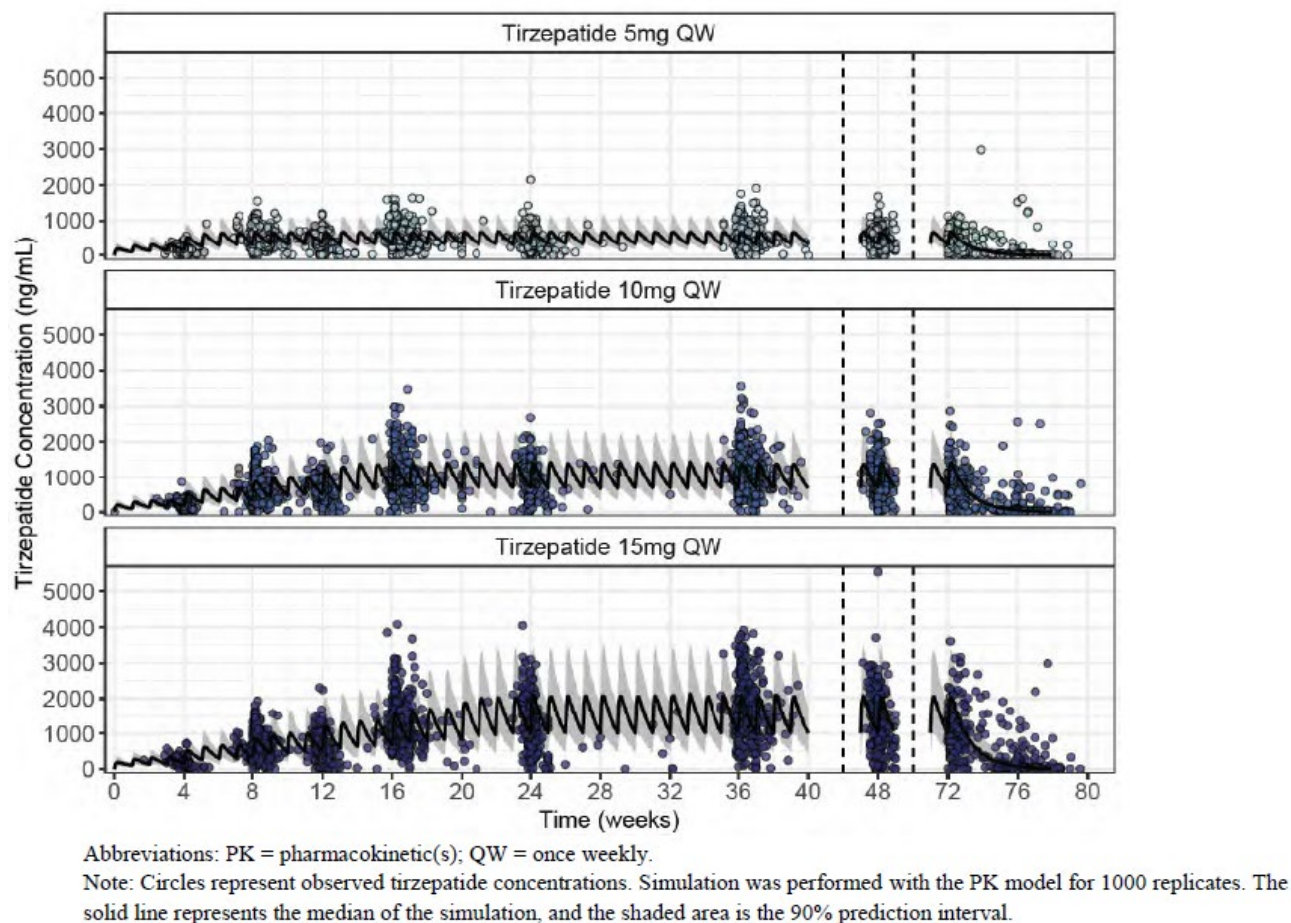 Tirzepatide 5mg QW
5000
4000
3000
2000
1000
0
Tirzepatide 10mg QW
5000
4000
3000
2000
1000
0
Tirzepatide 15mg QW
5000
4000
3000
2000
1000
0
Tirzepatide Concentration (ng/mL)
0 4 8 12 16 20 24 28 32 36 40 48 72 76 80
Time (weeks)
Abbreviations: PK = pharmacokinetic(s); QW = once weekly.
Note: Circles represent observed tirzepatide concentrations. Simulation was performed with the PK model for 1000 replicates. The
solid line represents the median of the simulation, and the shaded area is the 90% prediction interval.